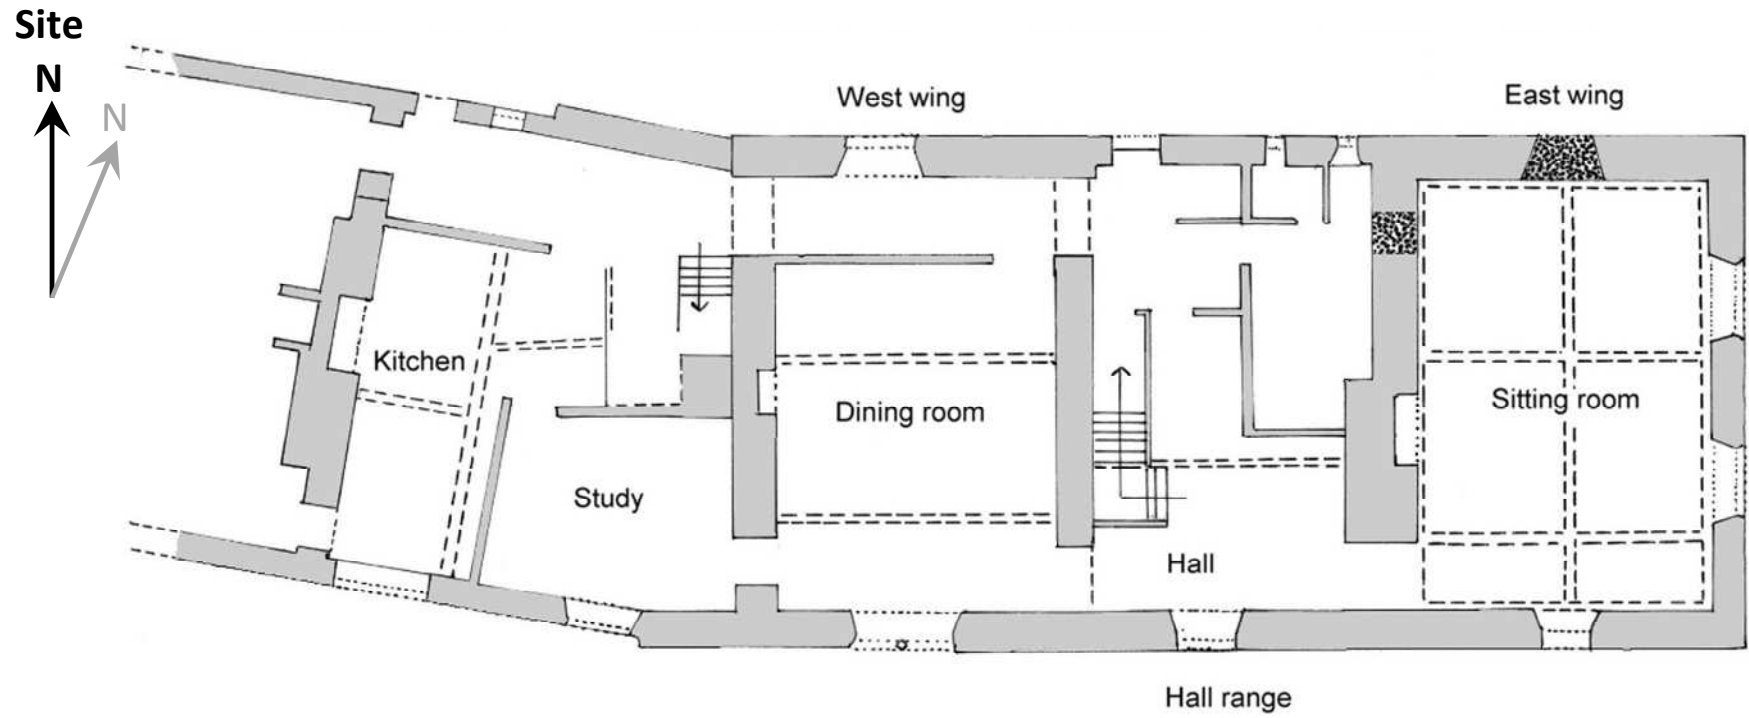 Site
N
N
West wing
East wing
Kitchen
Dining room
Sitting room
Study
Hall
Hall range